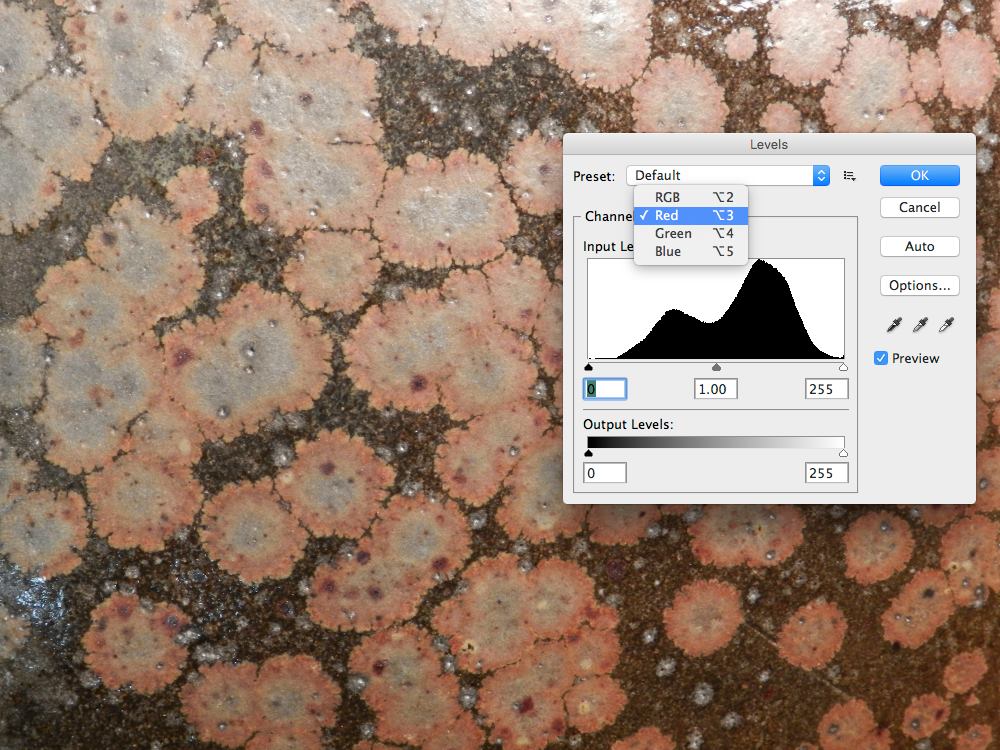 Levels
Preset: Default
OK
RGB ⌥2
✓ Red ⌥3
Green ⌥4
Blue ⌥5
Cancel
Channe
Input Le
Auto
Options...
Preview
0 1.00 255
Output Levels:
0 255